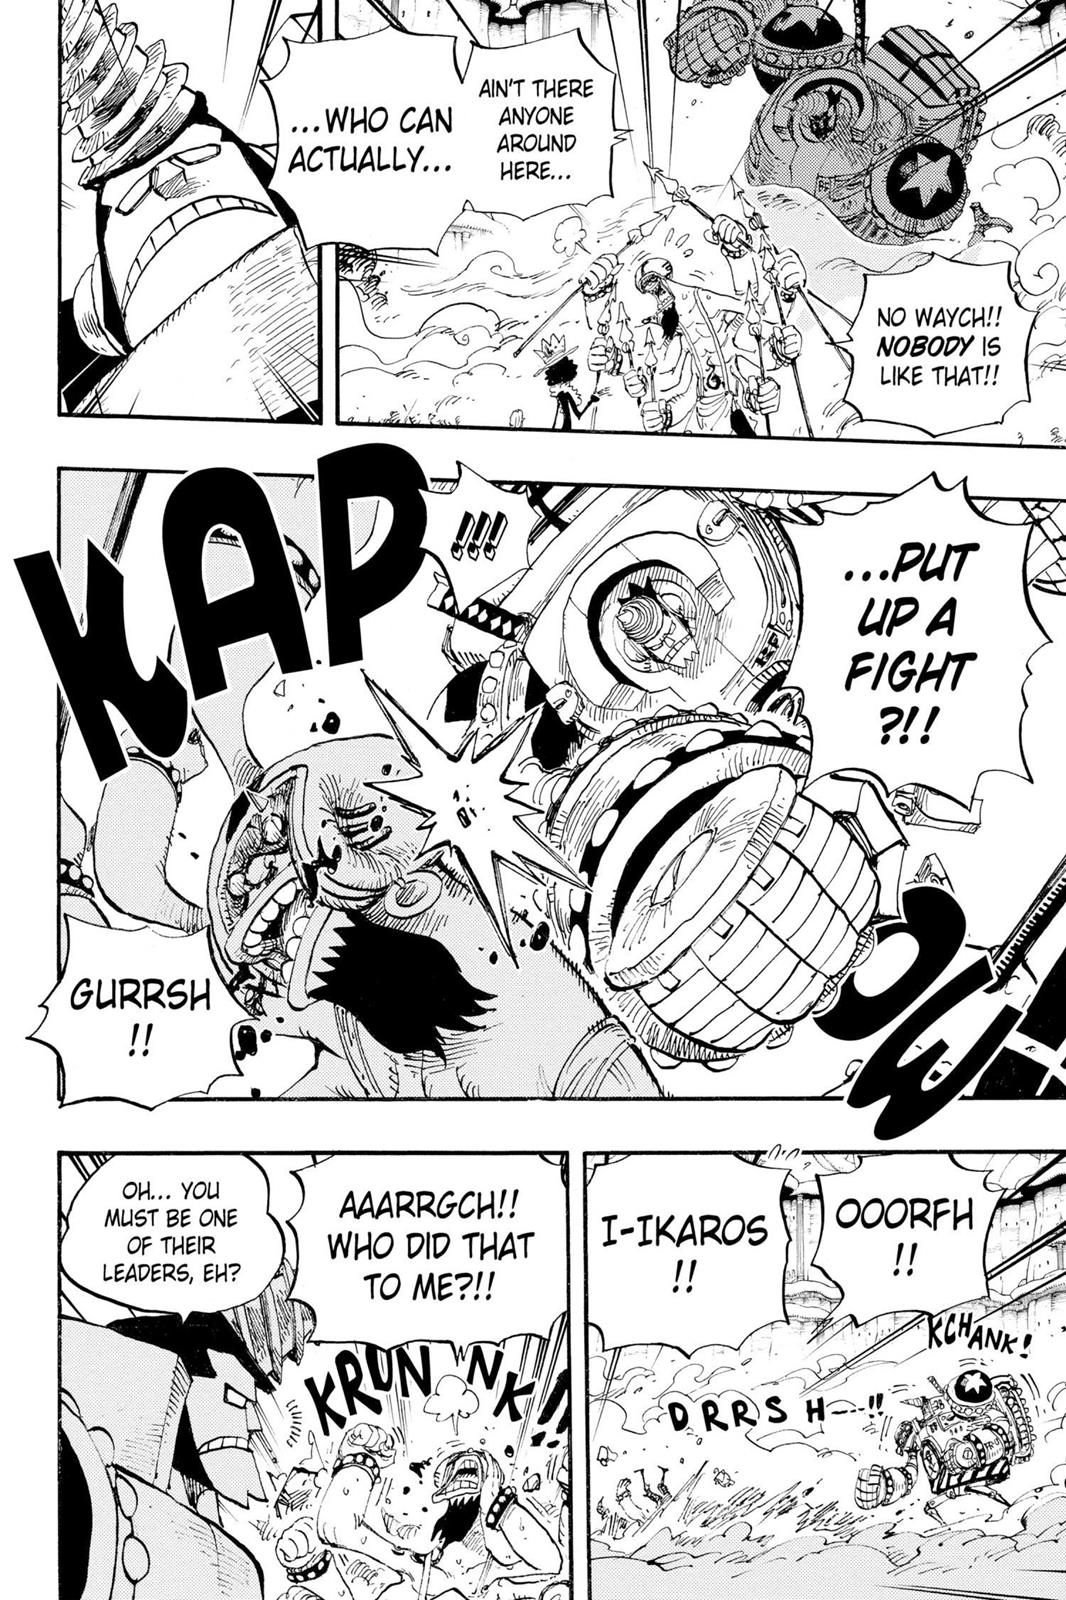 AIN'T THERE
ANYONE
AROUND
HERE...
...WHO CAN
ACTUALLY...
NO WAYCH!!
NOBODY IS
LIKE THAT!!
...PUT
UP A
FIGHT
?!!
!!!
KAP
OW
GURRSH
!!
OOORFH
!!
I-IKAROS
!!
KCHANK!
DRRSH---!!
AAARRGCH!!
WHO DID THAT
TO ME?!!
KRUNNNK!!
OH... YOU
MUST BE ONE
OF THEIR
LEADERS, EH?